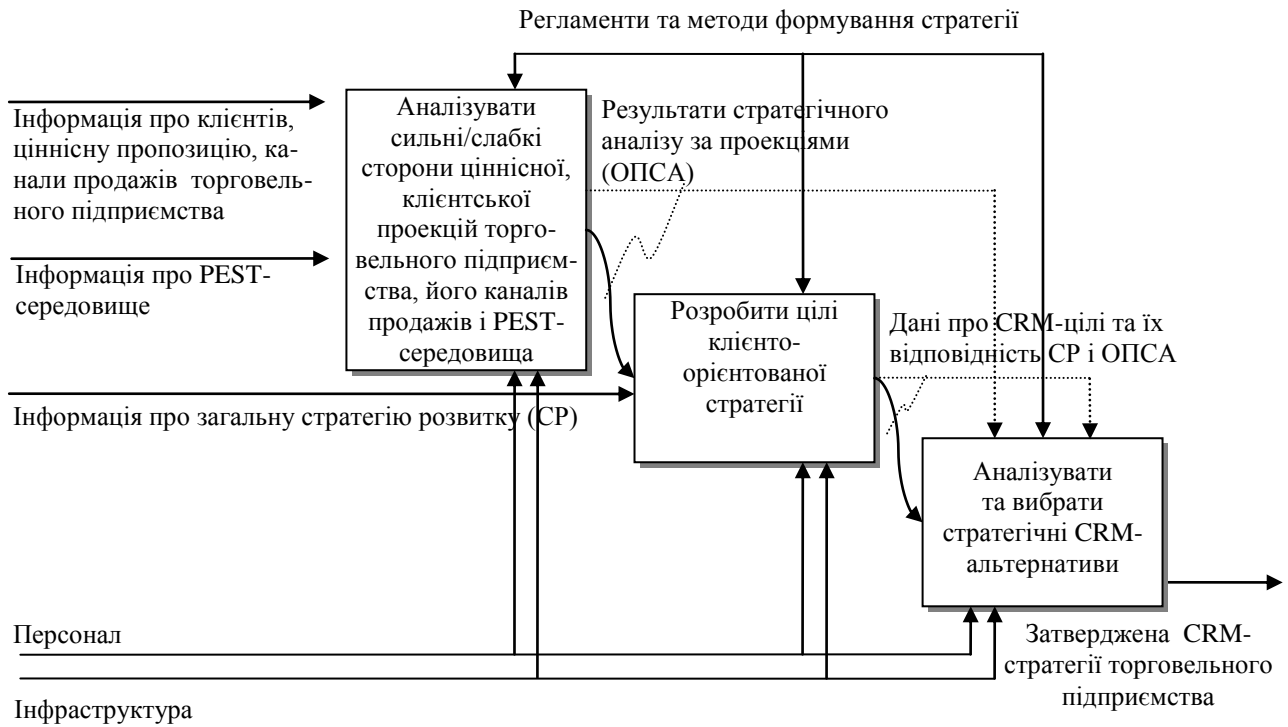 Регламенти та методи формування стратегії
Інформація про клієнтів,
ціннісну пропозицію, ка-
нали продажів торговель-
ного підприємства
Аналізувати
сильні/слабкі
сторони ціннісної,
клієнтської
проекцій торго-
вельного підприєм-
ства, його каналів
продажів і PEST-
середовища
Результати стратегічного
аналізу за проекціями
(ОПСА)
Інформація про PEST-
середовище
Розробити цілі
клієнто-
орієнтованої
стратегії
Дані про CRM-цілі та їх
відповідність СР і ОПСА
Інформація про загальну стратегію розвитку (СР)
Аналізувати
та вибрати
стратегічні CRM-
альтернативи
Персонал
Затверджена CRM-
стратегії торговельного
підприємства
Інфраструктура